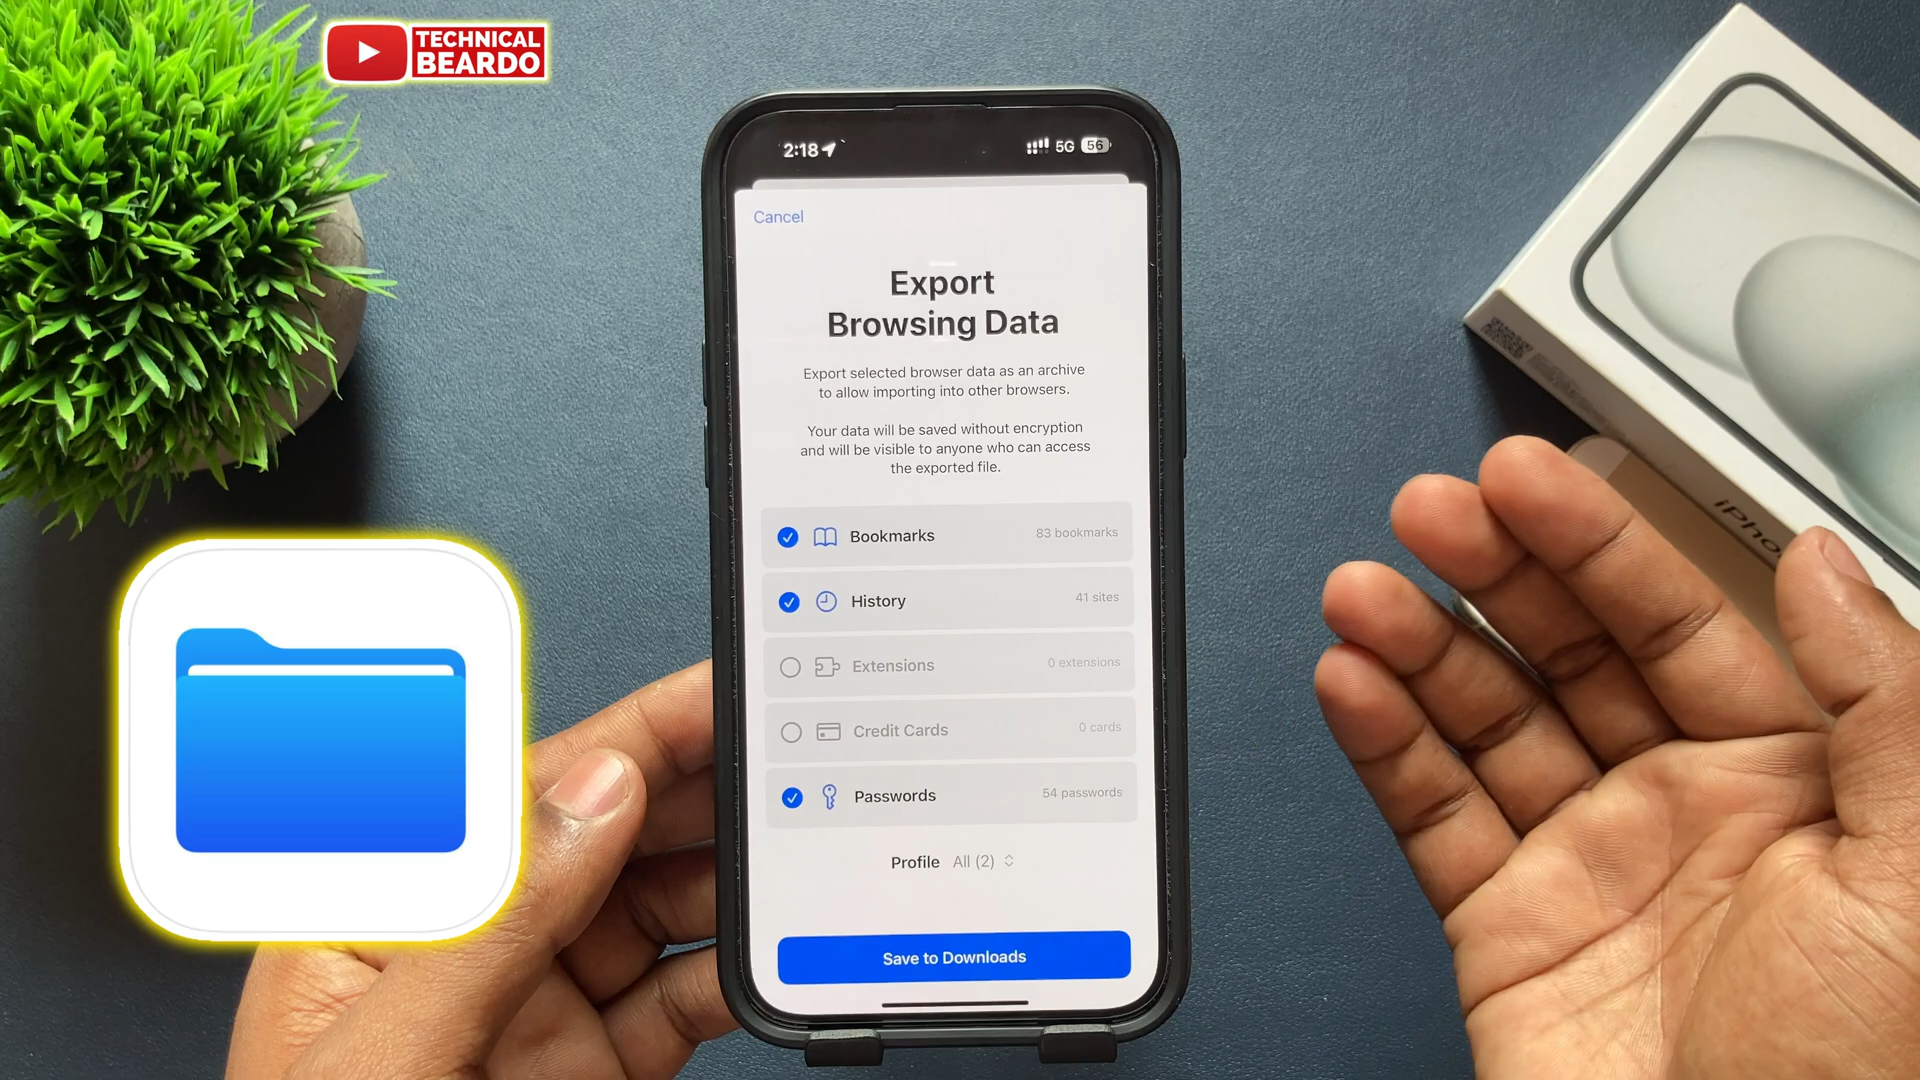 TECHNICAL
BEARDO
2:18
5G 56
Cancel
Export
Browsing Data
Export selected browser data as an archive
to allow importing into other browsers.
Your data will be saved without encryption
and will be visible to anyone who can access
the exported file.
Bookmarks 83 bookmarks
History 41 sites
Extensions 0 extensions
Credit Cards 0 cards
Passwords 54 passwords
Profile All (2)
Save to Downloads